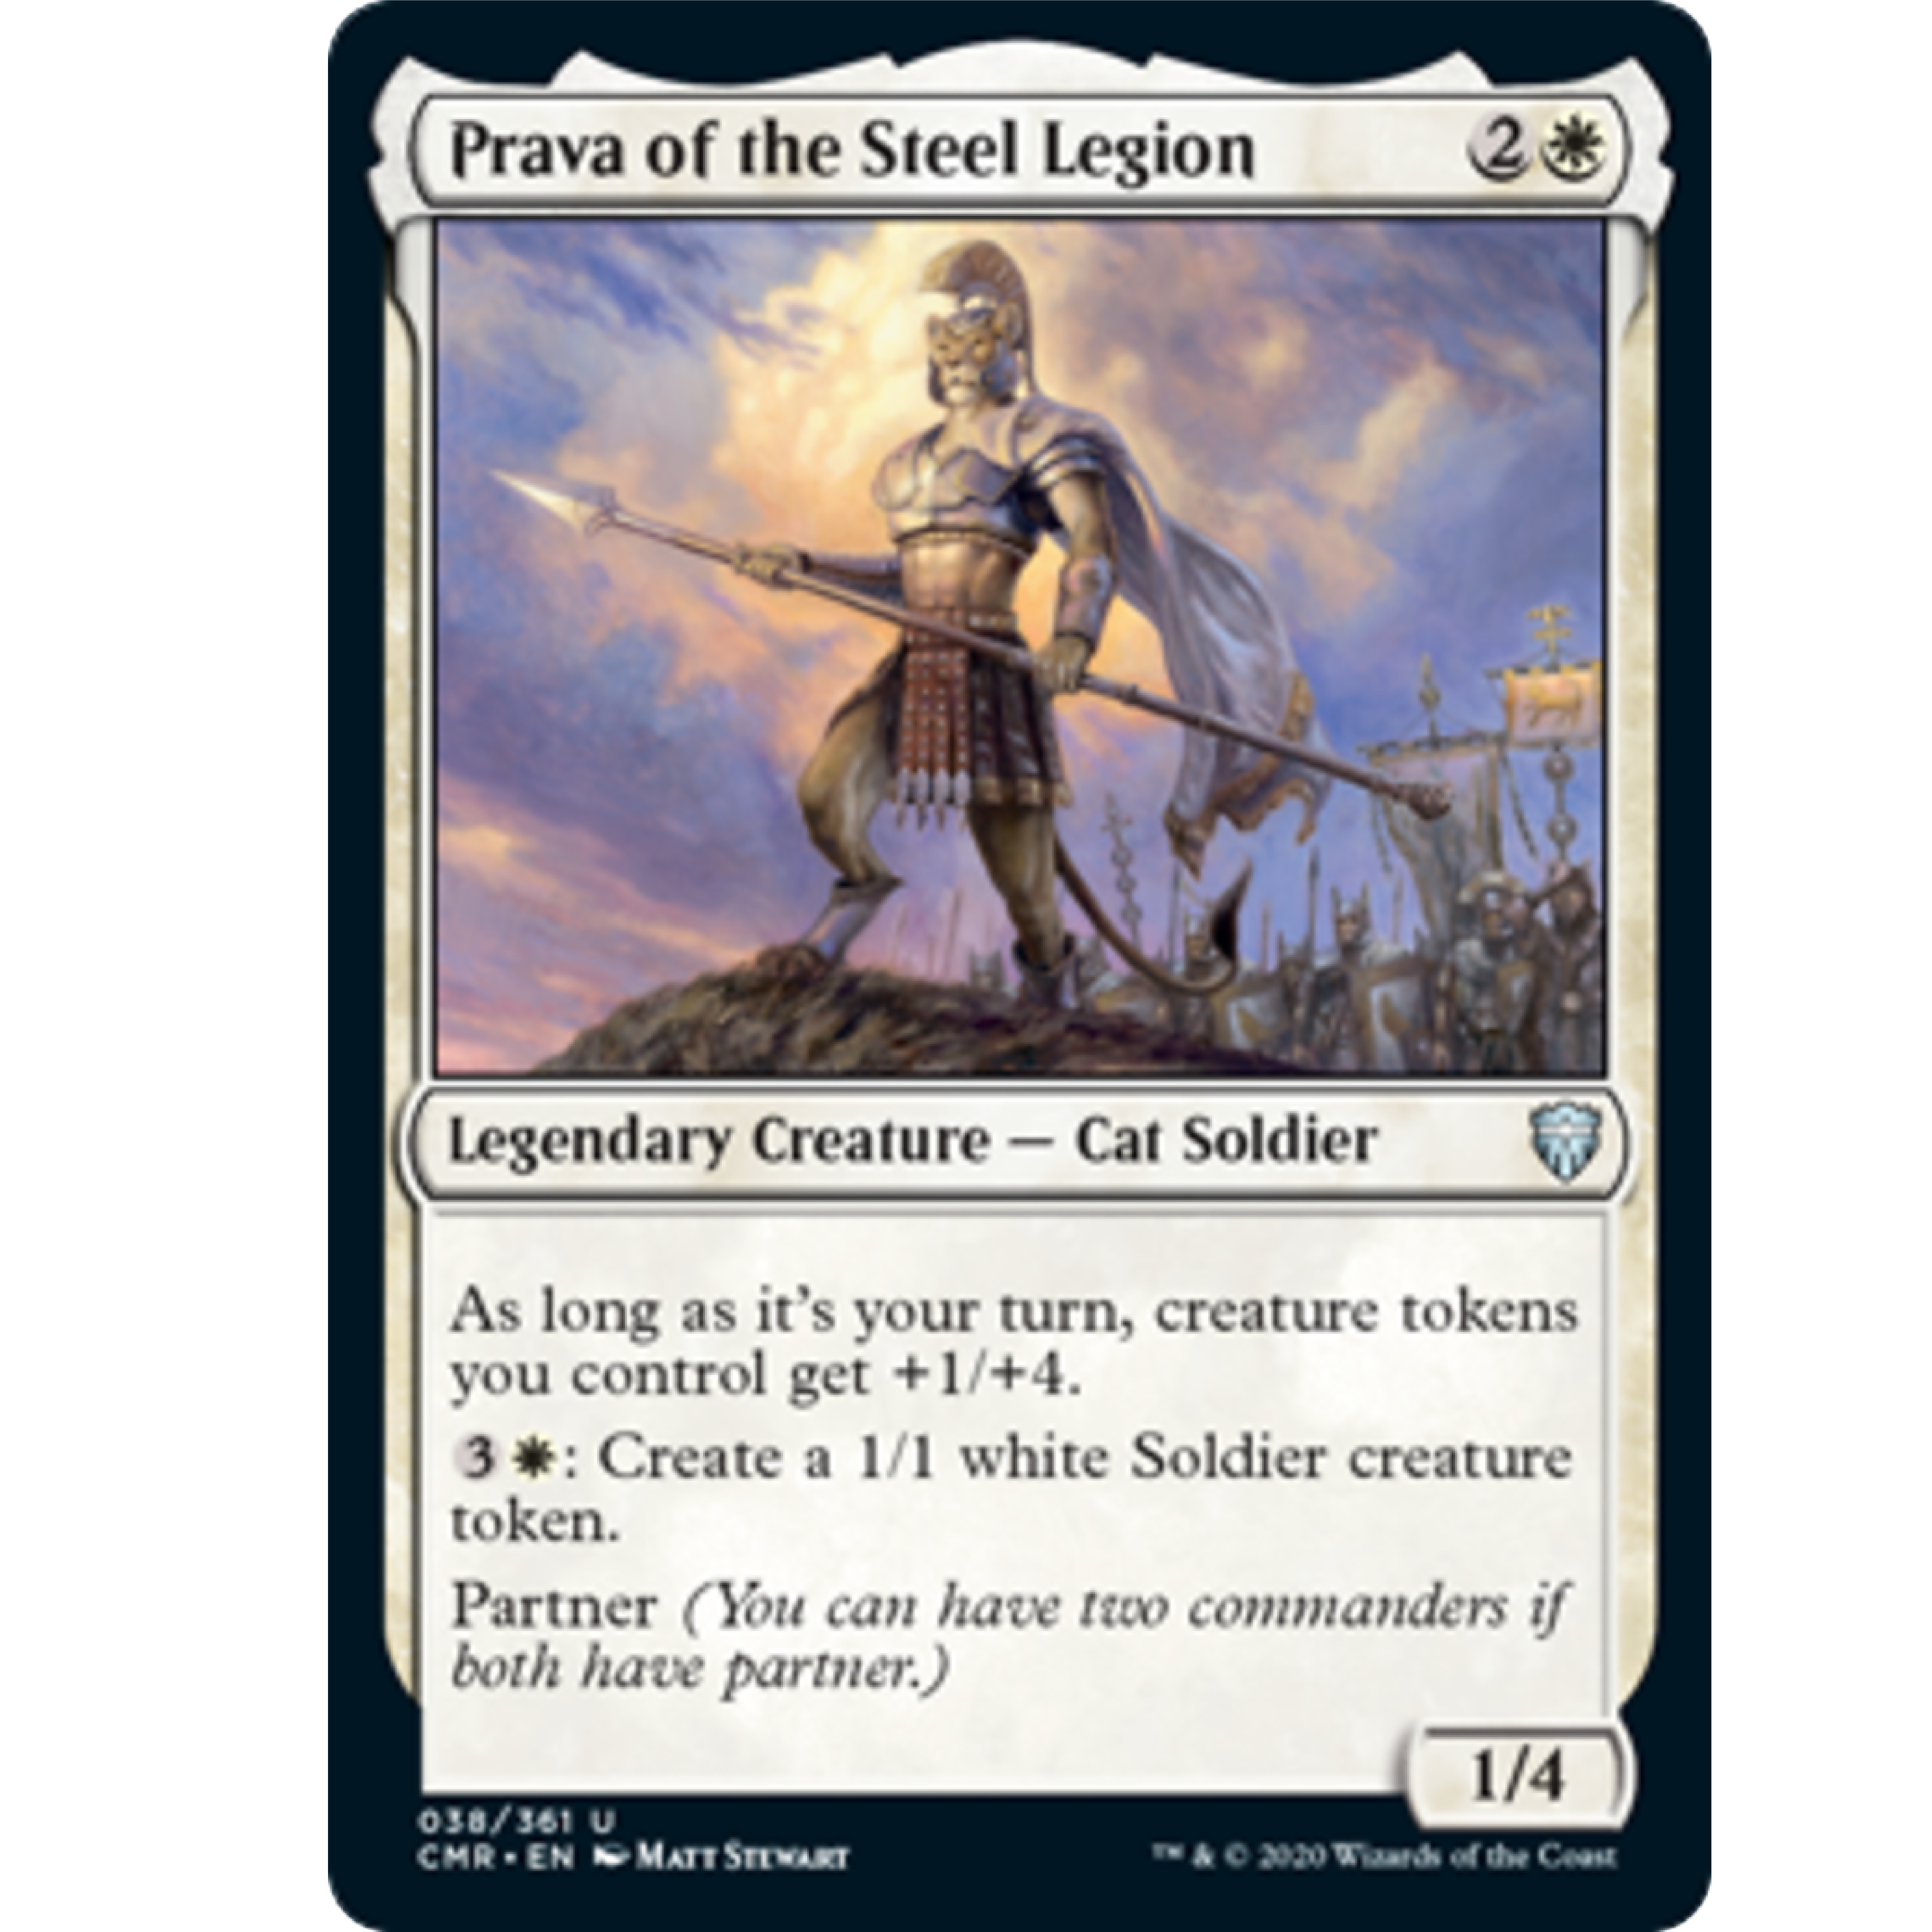 Prava of the Steel Legion 2
Legendary Creature — Cat Soldier
As long as it's your turn, creature tokens
you control get +1/+4.
3 : Create a 1/1 white Soldier creature
token.
Partner (You can have two commanders if
both have partner.)
1/4
038/361 U
CMR • EN Matt Stewart
™ & © 2020 Wizards of the Coast